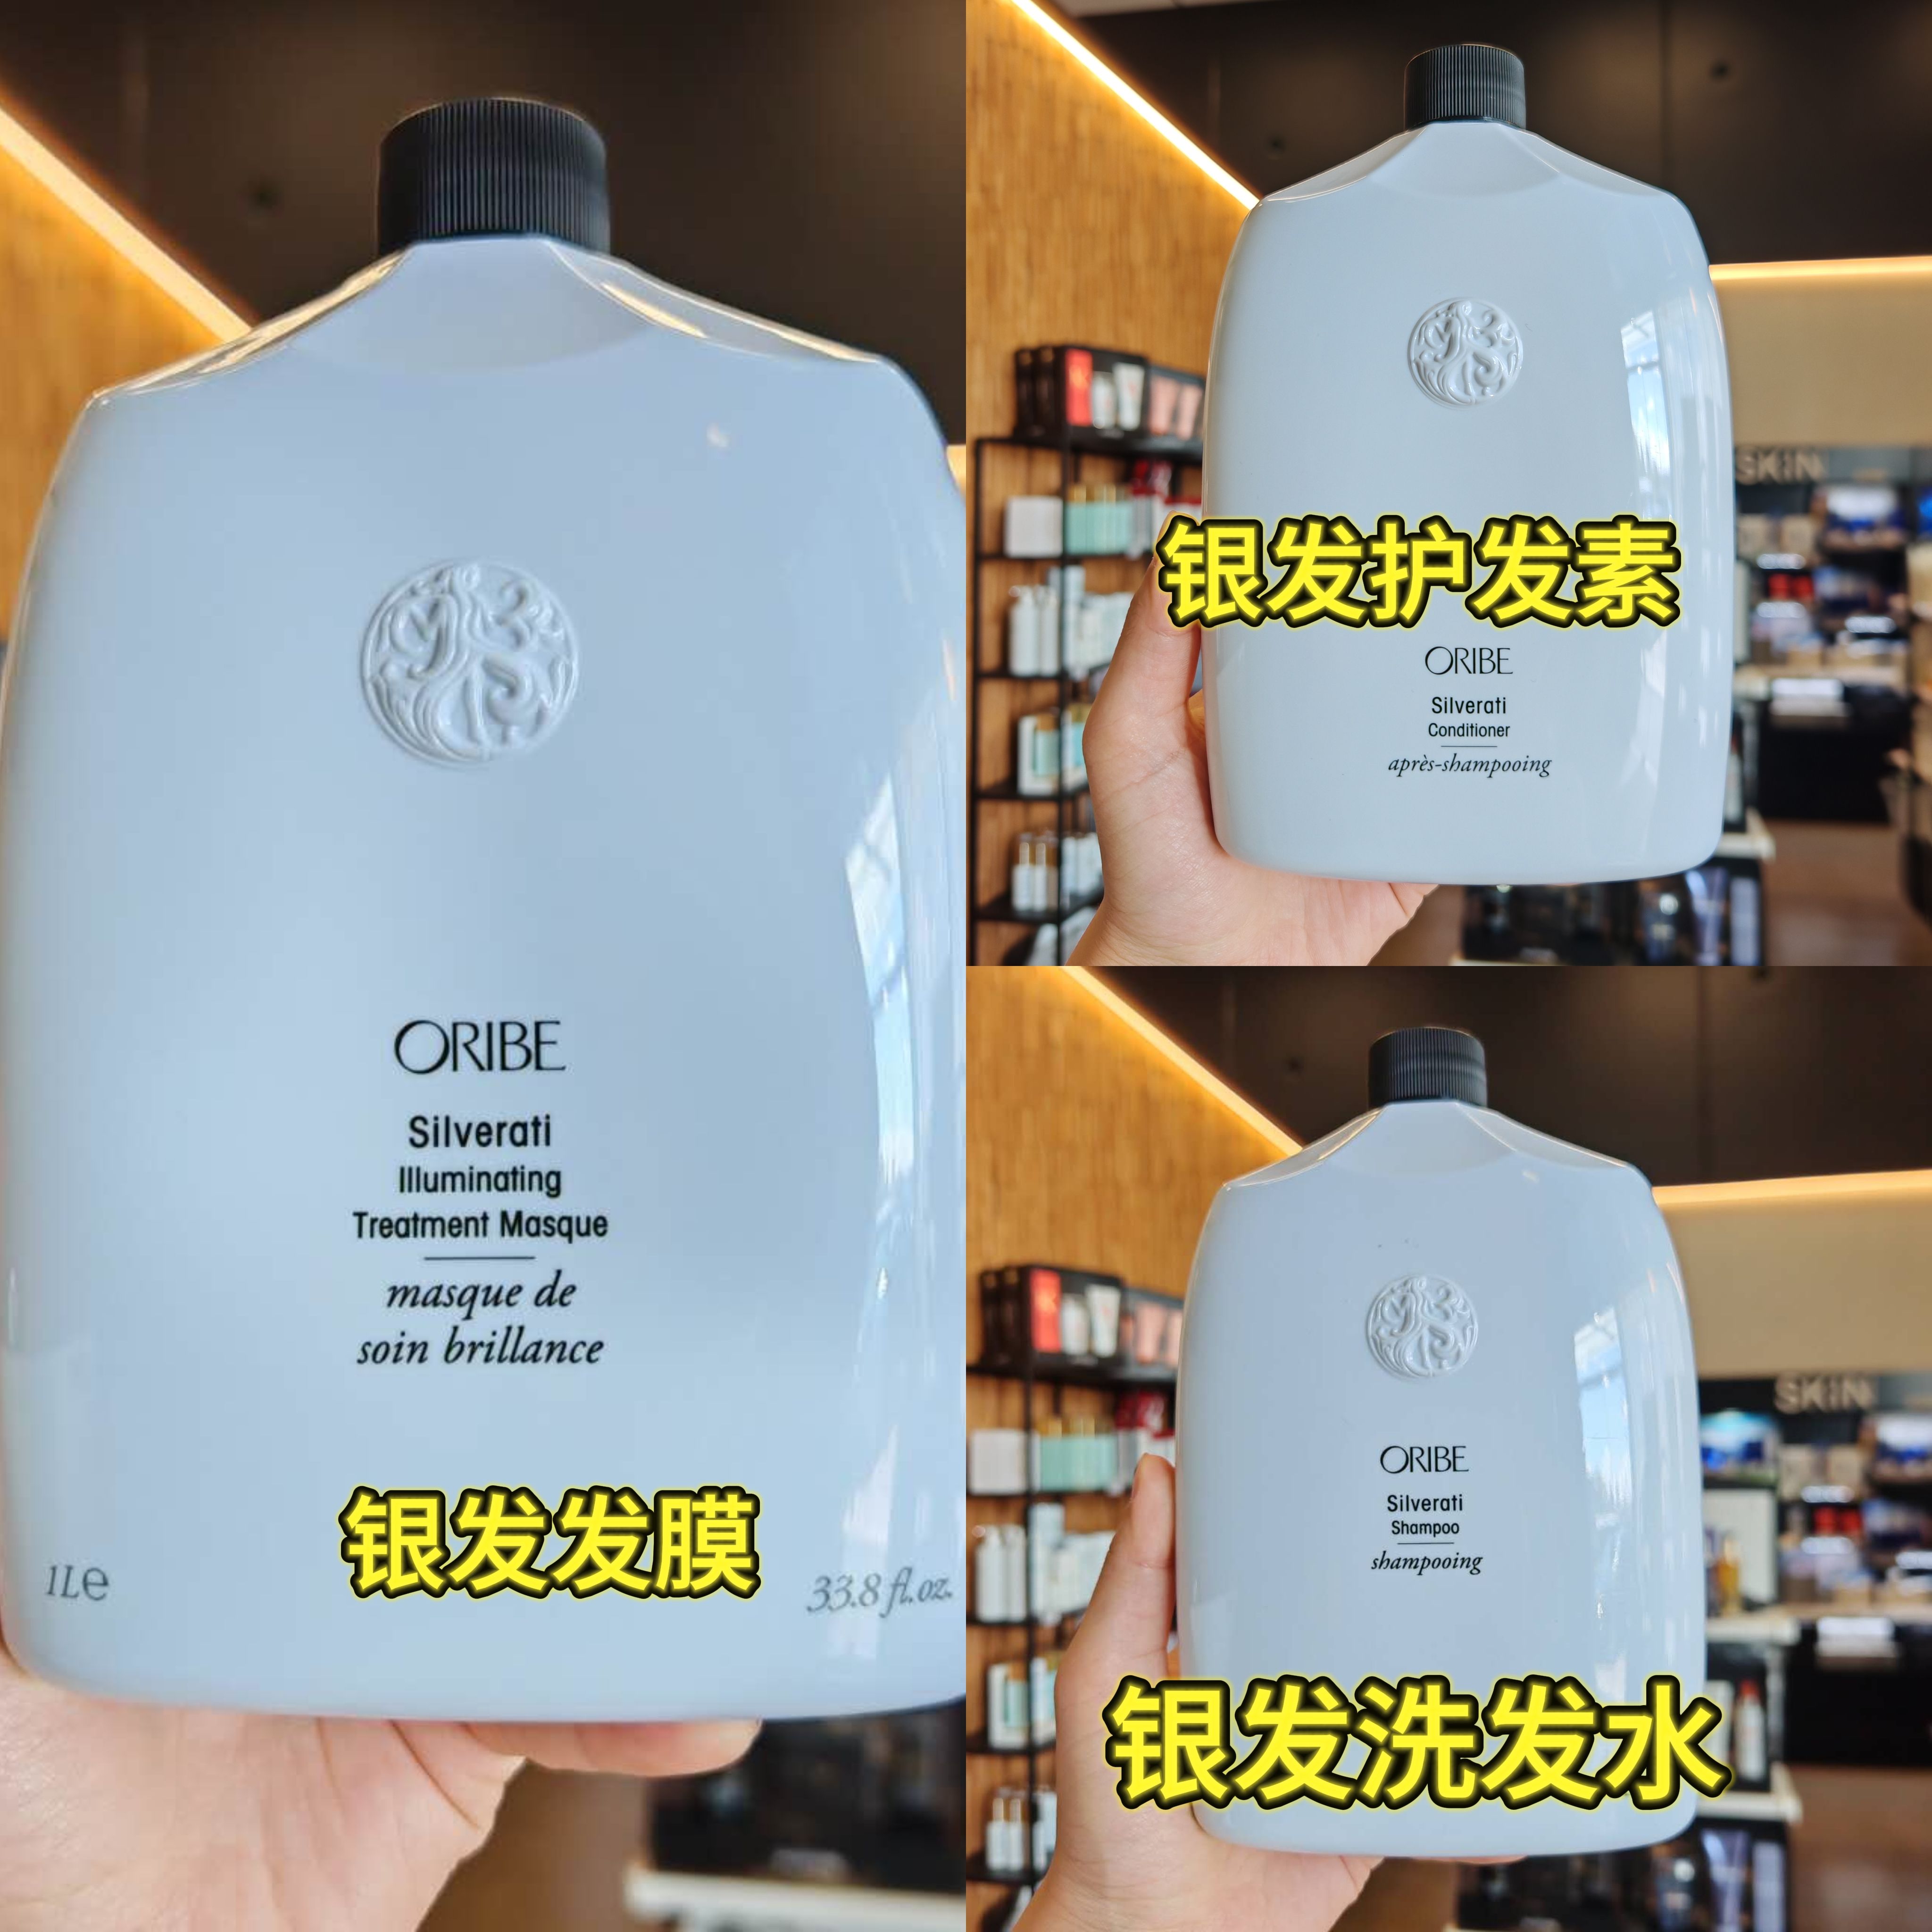 ORIBE
Silverati
Illuminating
Treatment Masque
masque de
soin brillance
银发发膜
1Le
33.8 fl.oz.
SKIN
银发护发素
ORIBE
Silverati
Conditioner
après-shampooing
SKIN
ORIBE
Silverati
Shampoo
shampooing
银发洗发水